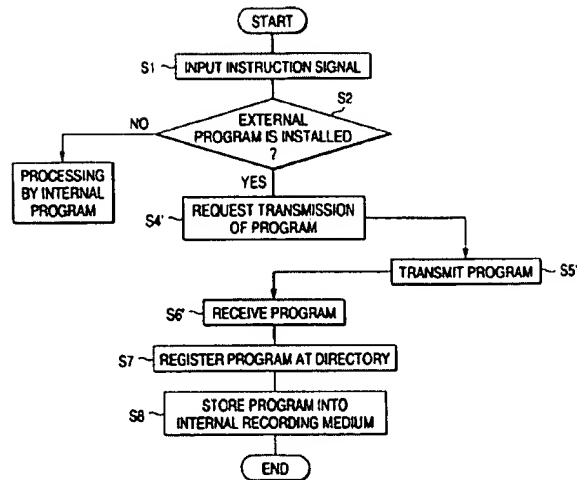 START
S1
INPUT INSTRUCTION SIGNAL
S2
EXTERNAL
PROGRAM IS INSTALLED
?
NO
YES
PROCESSING
BY INTERNAL
PROGRAM
S4'
REQUEST TRANSMISSION
OF PROGRAM
TRANSMIT PROGRAM
S5'
S6'
RECEIVE PROGRAM
S7
REGISTER PROGRAM AT DIRECTORY
S8
STORE PROGRAM INTO
INTERNAL RECORDING MEDIUM
END